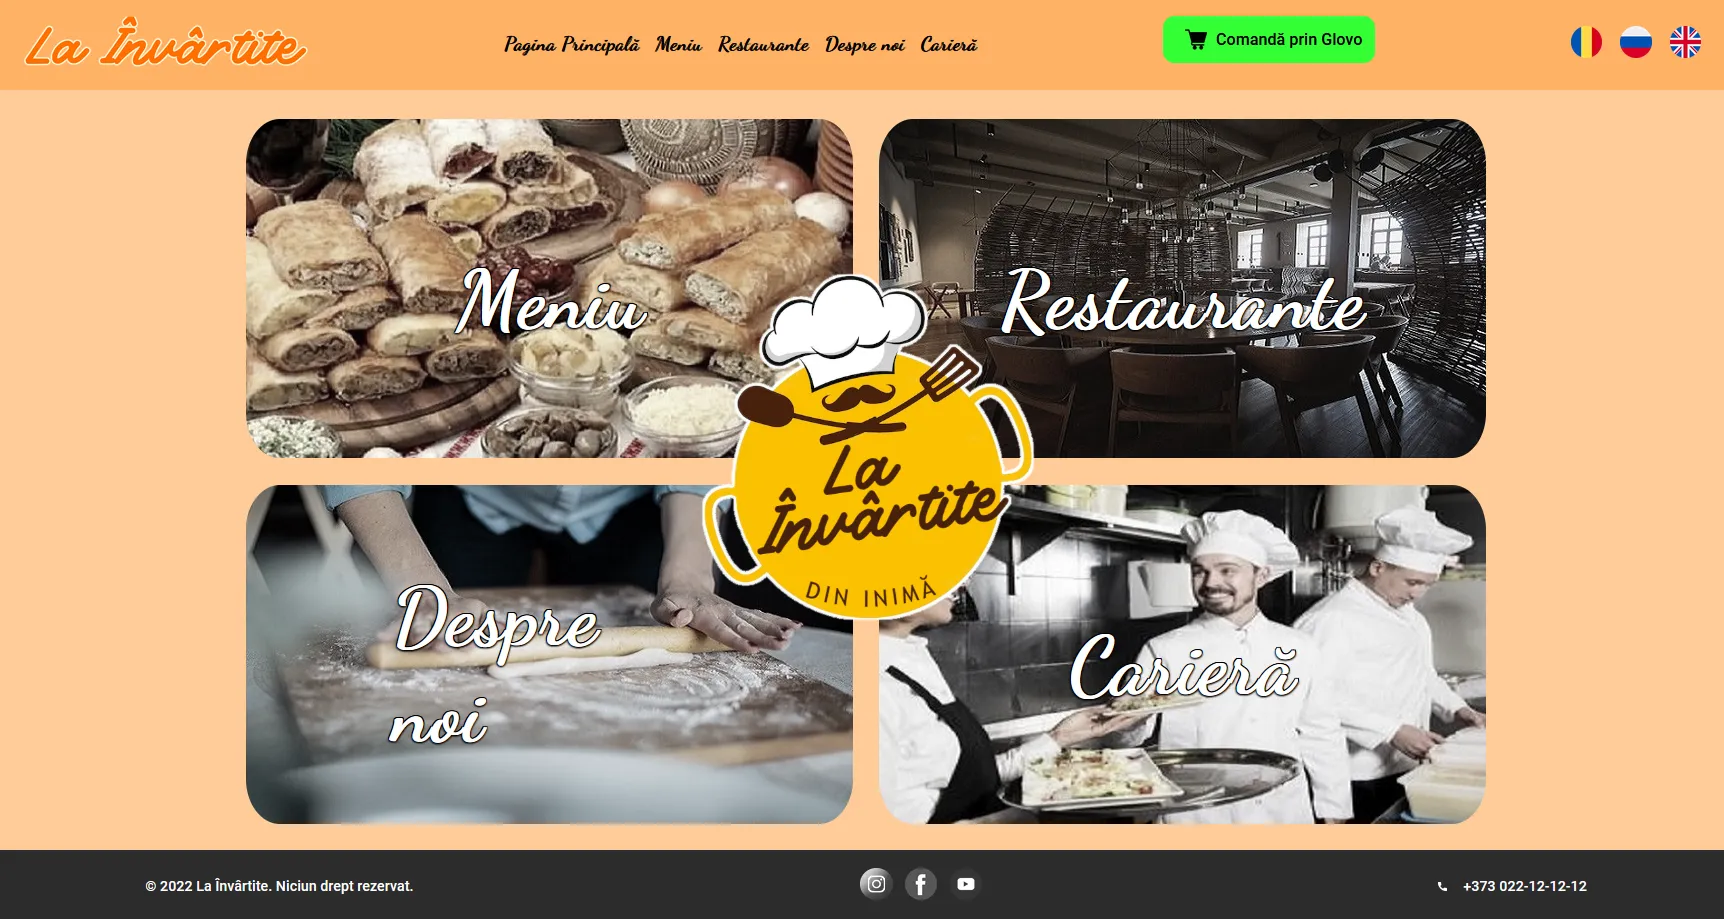 La Învârtite
Pagina Principală Meniu Restaurante Despre noi Carieră
Comandă prin Glovo
Meniu
Restaurante
La
Învârtite
DIN INIMĂ
Despre
noi
Carieră
© 2022 La Învârtite. Niciun drept rezervat.
+373 022-12-12-12